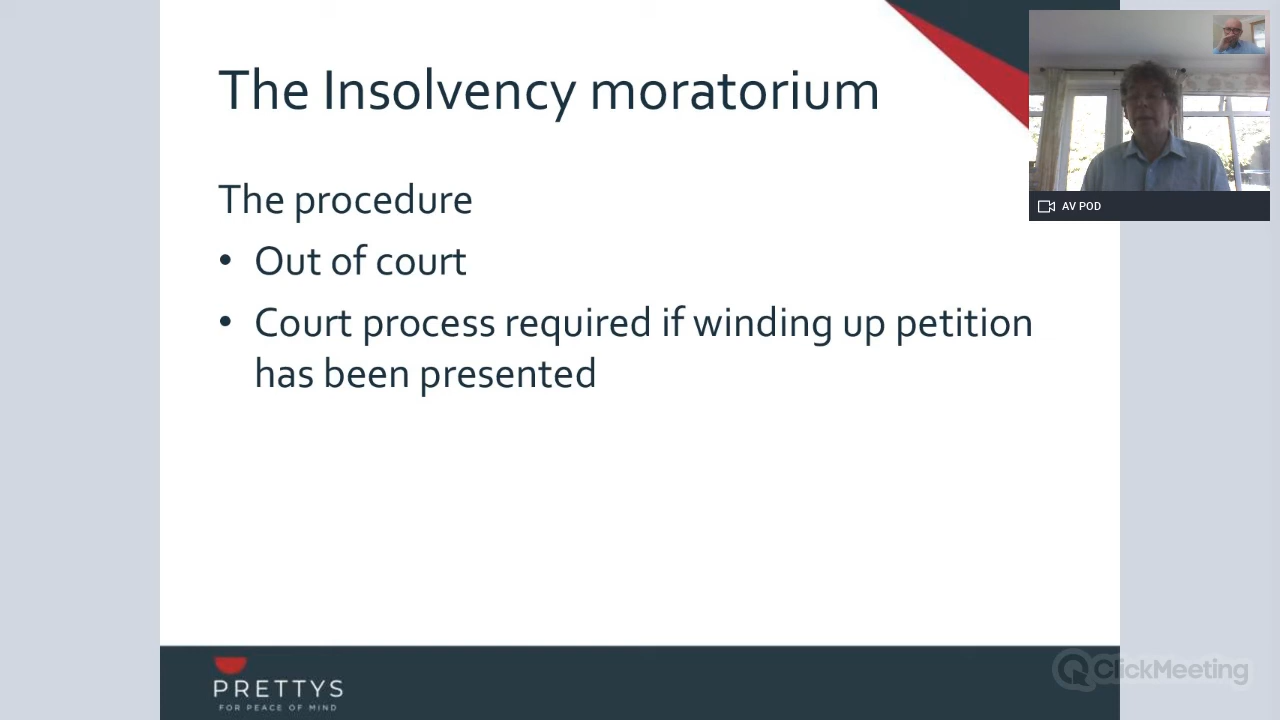 The Insolvency moratorium
AV POD
The procedure
• Out of court
• Court process required if winding up petition
has been presented
PRETTYS
FOR PEACE OF MIND
ClickMeeting